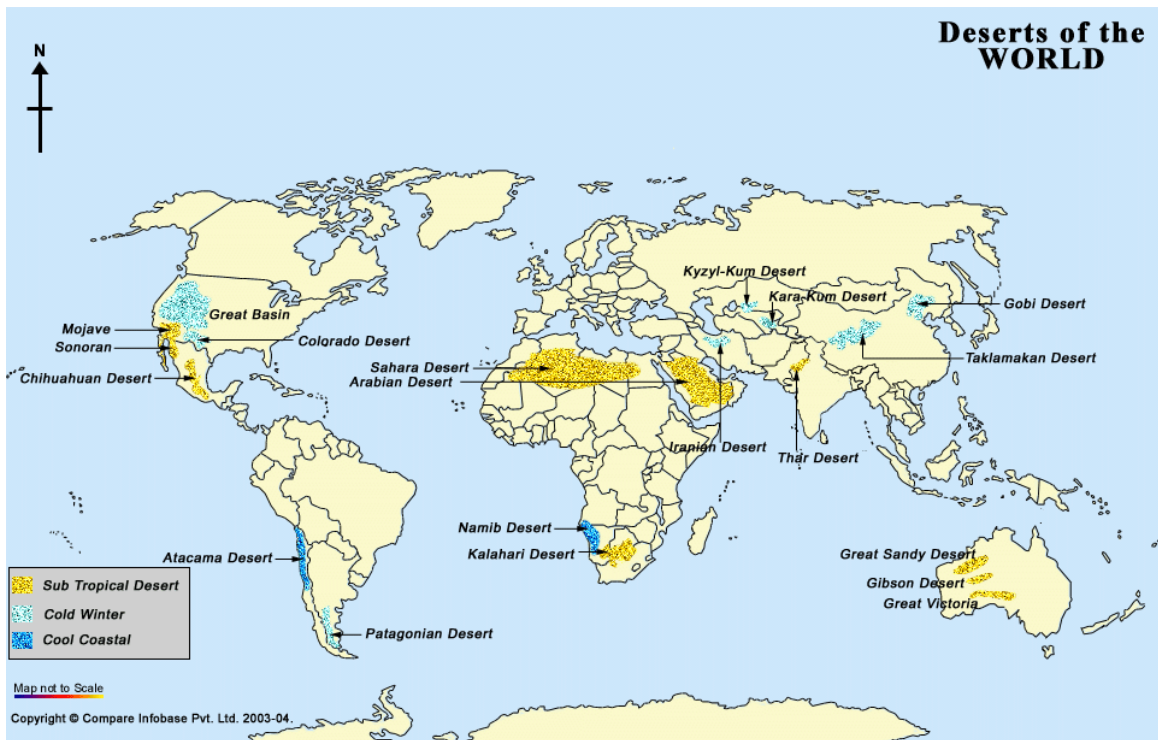 Deserts of the
WORLD
N
Kyzyl-Kum Desert
Kara-Kum Desert
Gobi Desert
Great Basin
Mojave
Colorado Desert
Sonoran
Taklamakan Desert
Sahara Desert
Chihuahuan Desert
Arabian Desert
Iranian Desert
Thar Desert
Namib Desert
Kalahari Desert
Great Sandy Desert
Atacama Desert
Gibson Desert
Great Victoria
Sub Tropical Desert
Cold Winter
Cool Coastal
Patagonian Desert
Map not to Scale
Copyright © Compare Infobase Pvt. Ltd. 2003-04.